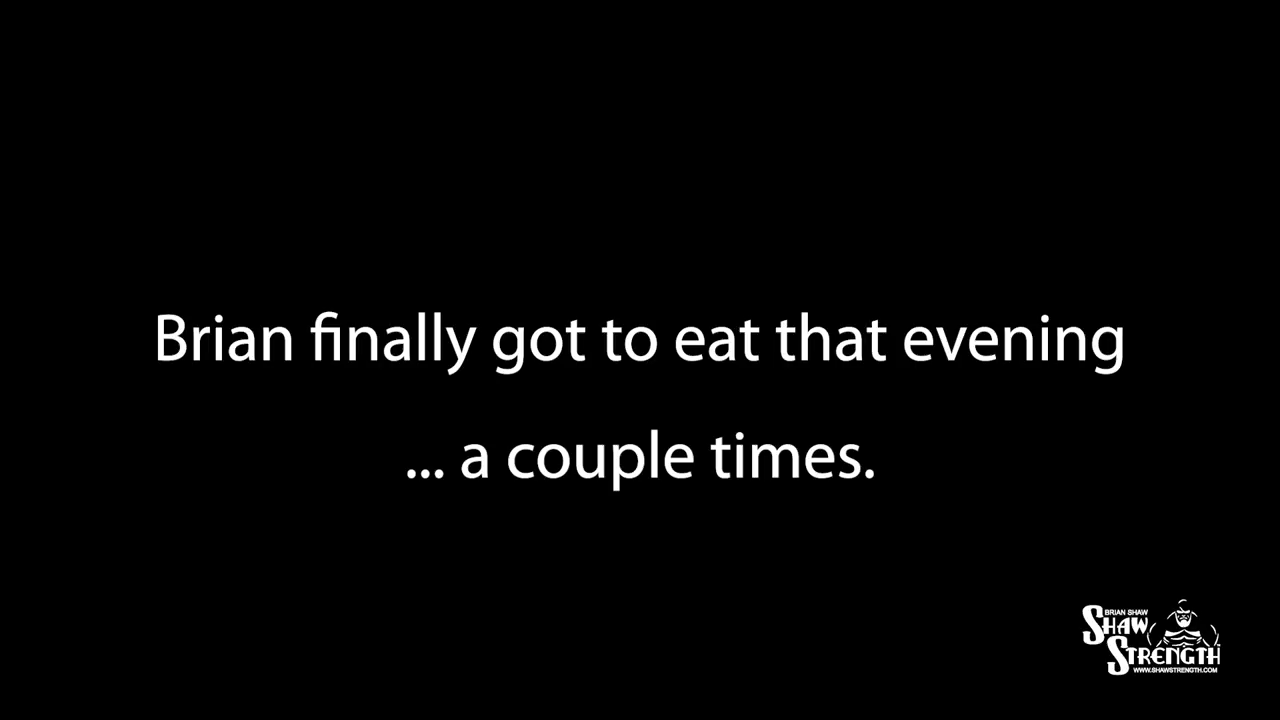 Brian finally got to eat that evening
... a couple times.
BRIAN SHAW
SHAW
STRENGTH
WWW.SHAWSTRENGTH.COM